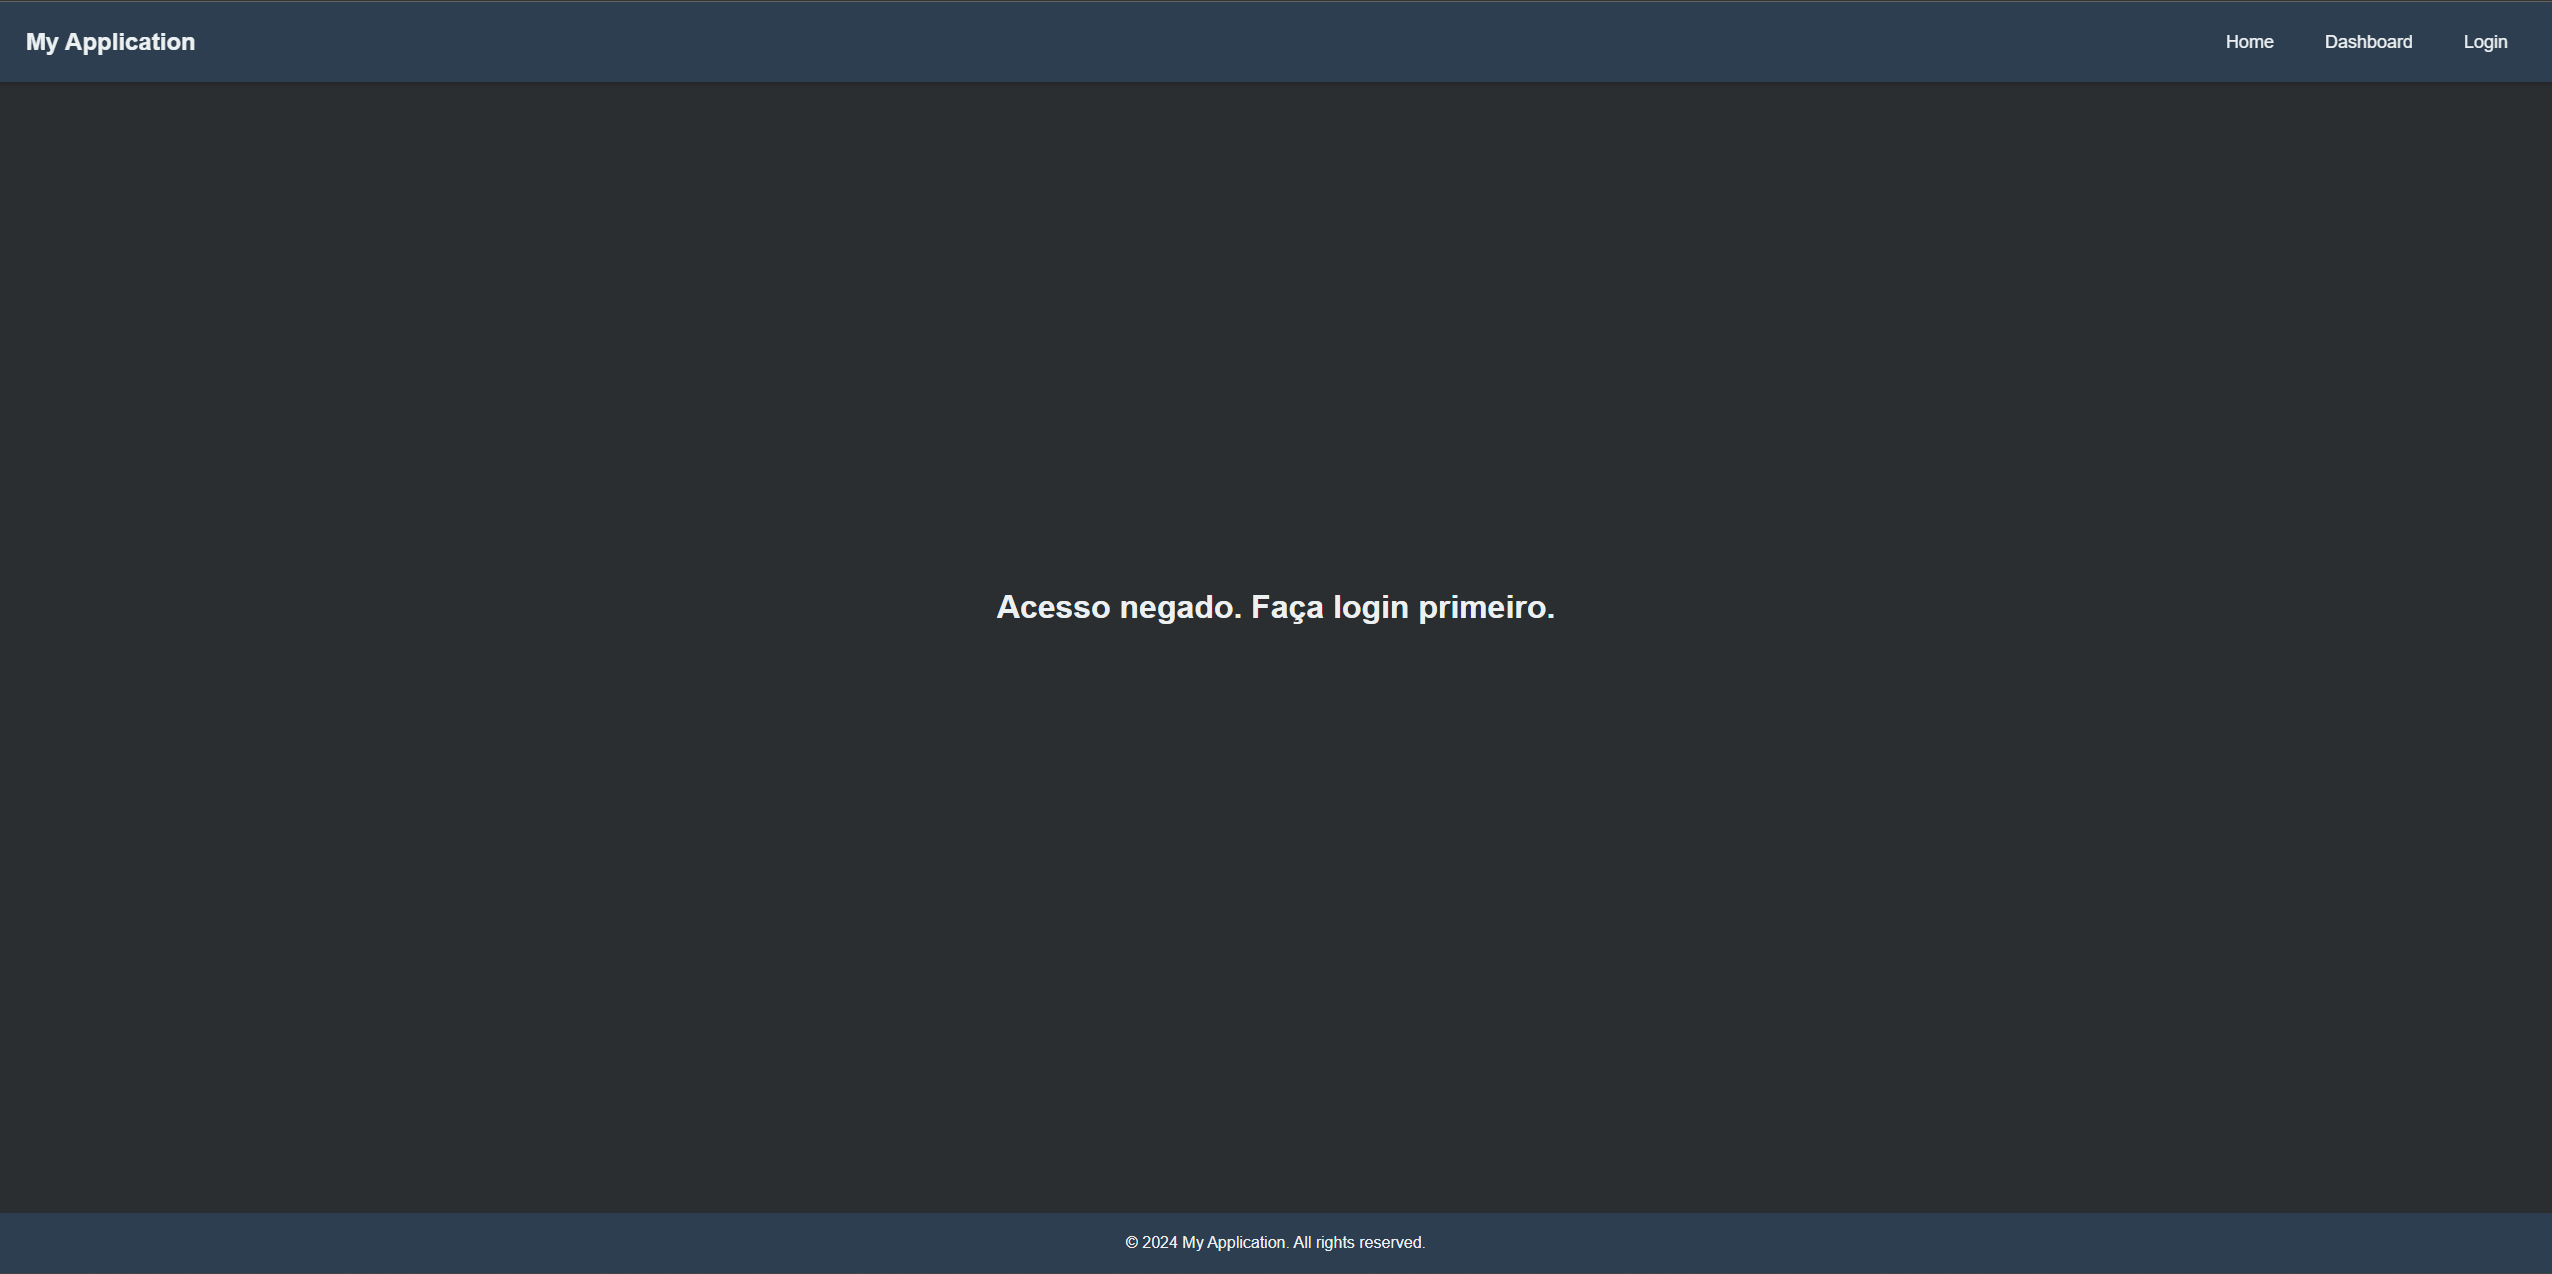 My Application
Home Dashboard Login
Acesso negado. Faça login primeiro.
© 2024 My Application. All rights reserved.